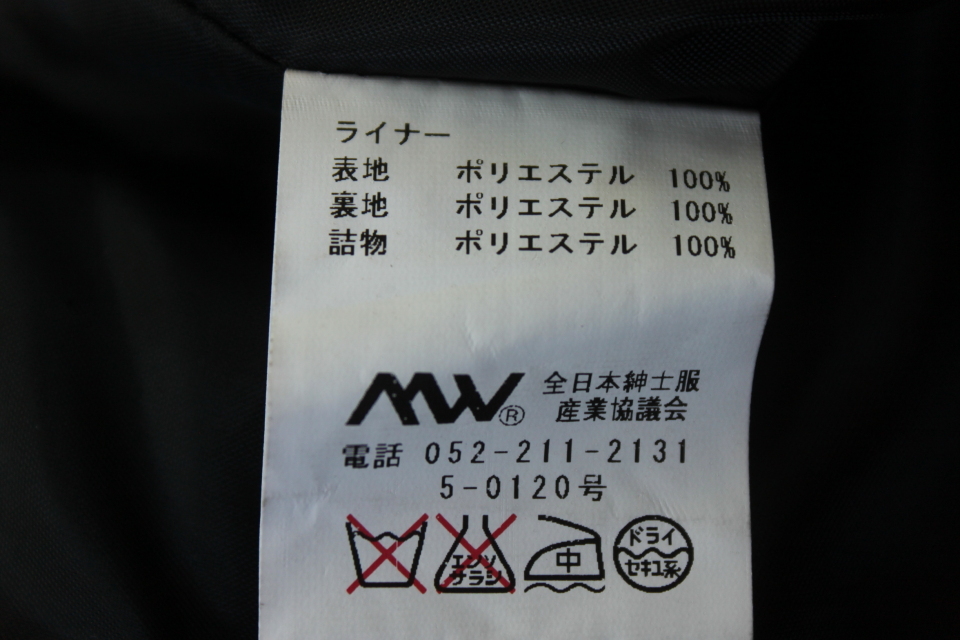 ライナー
表地 ポリエステル 100%
裏地 ポリエステル 100%
詰物 ポリエステル 100%
MW® 全日本紳士服
産業協議会
電話 052-211-2131
5-0120号
エンソ
サラシ
中
ドライ
セキユ系